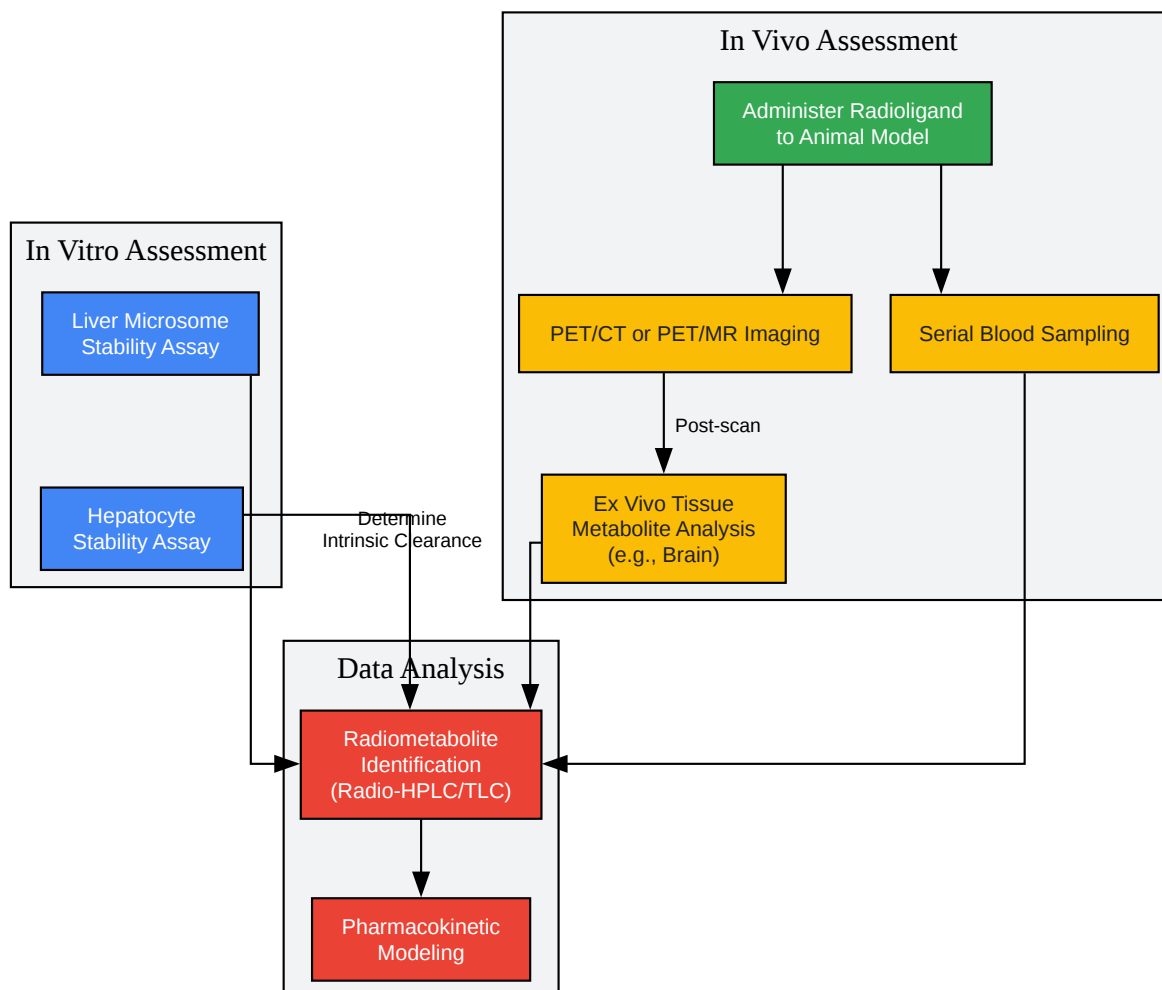 In Vivo Assessment
Administer Radioligand
to Animal Model
In Vitro Assessment
Liver Microsome
Stability Assay
PET/CT or PET/MR Imaging
Serial Blood Sampling
Post-scan
Hepatocyte
Stability Assay
Determine
Intrinsic Clearance
Ex Vivo Tissue
Metabolite Analysis
(e.g., Brain)
Data Analysis
Radiometabolite
Identification
(Radio-HPLC/TLC)
Pharmacokinetic
Modeling